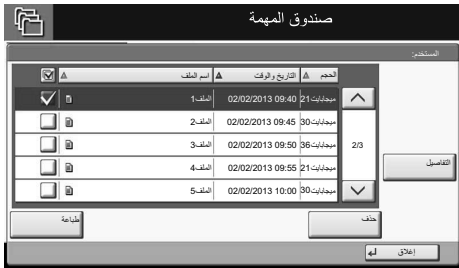 صندوق المهمة
المستخدم:
اسم الملف التاريخ والوقت الحجم
الملف1 02/02/2013 09:40 21ميجابايت
الملف2 02/02/2013 09:45 30ميجابايت
الملف3 02/02/2013 09:50 36ميجابايت
الملف4 02/02/2013 09:55 21ميجابايت
الملف5 02/02/2013 10:00 30ميجابايت
2/3
التفاصيل
طباعة
حذف
إغلاق